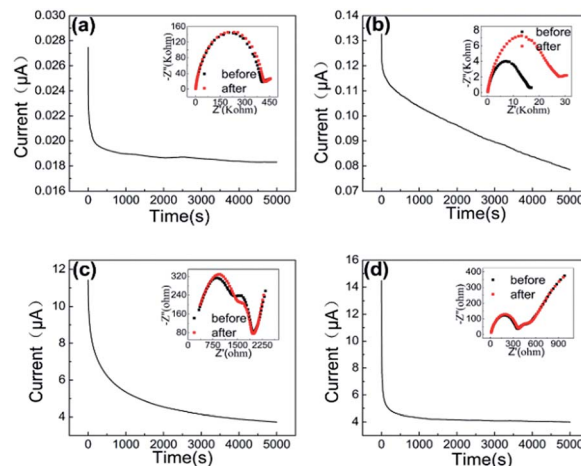 (a)
Current (μA)
0.030
0.028
0.026
0.024
0.022
0.020
0.018
0.016
0 1000 2000 3000 4000 5000
Time(s)
-Z''(Kohm)
160
120
80
40
0
0 90 180 270 360 450
Z'(Kohm)
before
after
(b)
Current (μA)
0.14
0.13
0.12
0.11
0.10
0.09
0.08
0.07
0 1000 2000 3000 4000 5000
Time(s)
-Z''(Kohm)
8
6
4
2
0
0 10 20 30
Z'(Kohm)
before
after
(c)
Current (μA)
12
10
8
6
4
0 1000 2000 3000 4000 5000
Time(s)
-Z''(ohm)
320
240
160
80
0 750 1500 2250
Z'(ohm)
before
after
(d)
Current (μA)
16
14
12
10
8
6
4
0 1000 2000 3000 4000 5000
Time(s)
-Z''(ohm)
400
300
200
100
0
0 300 600 900
Z'(ohm)
before
after